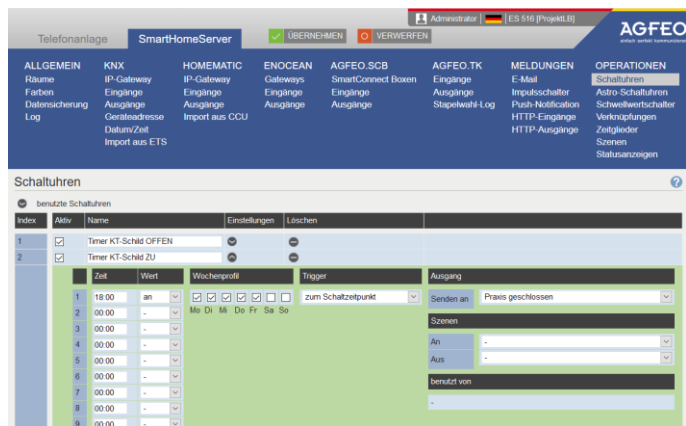 Administrator ES 516 [ProjektLB]
Telefonanlage SmartHomeServer ÜBERNEHMEN VERWERFEN AGFEO
ALLGEMEIN KNX HOMEMATIC ENOCEAN AGFEO.SCB AGFEO.TK MELDUNGEN OPERATIONEN
Räume IP-Gateway IP-Gateway Gateways SmartConnect Boxen Eingänge E-Mail Schaltuhren
Farben Eingänge Eingänge Eingänge Eingänge Ausgänge Impulsschalter Astro-Schaltuhren
Datensicherung Ausgänge Ausgänge Ausgänge Ausgänge Stapelwahl-Log Push-Notification Schwellwertschalter
Log Geräteadresse Import aus CCU HTTP-Eingänge Verknüpfungen
Datum/Zeit HTTP-Ausgänge Zeitglieder
Import aus ETS Szenen
Statusanzeigen
Schaltuhren ?
benutzte Schaltuhren
Index Aktiv Name Einstellungen Löschen
1 Timer KT-Schild OFFEN
2 Timer KT-Schild ZU
Zeit Wert Wochenprofil Trigger Ausgang
1 18:00 an zum Schaltzeitpunkt Senden an Praxis geschlossen
2 00:00 - Mo Di Mi Do Fr Sa So
Szenen
3 00:00 -
4 00:00 - An -
5 00:00 - Aus -
6 00:00 -
benutzt von
7 00:00 -
8 00:00 - -
9 00:00 -